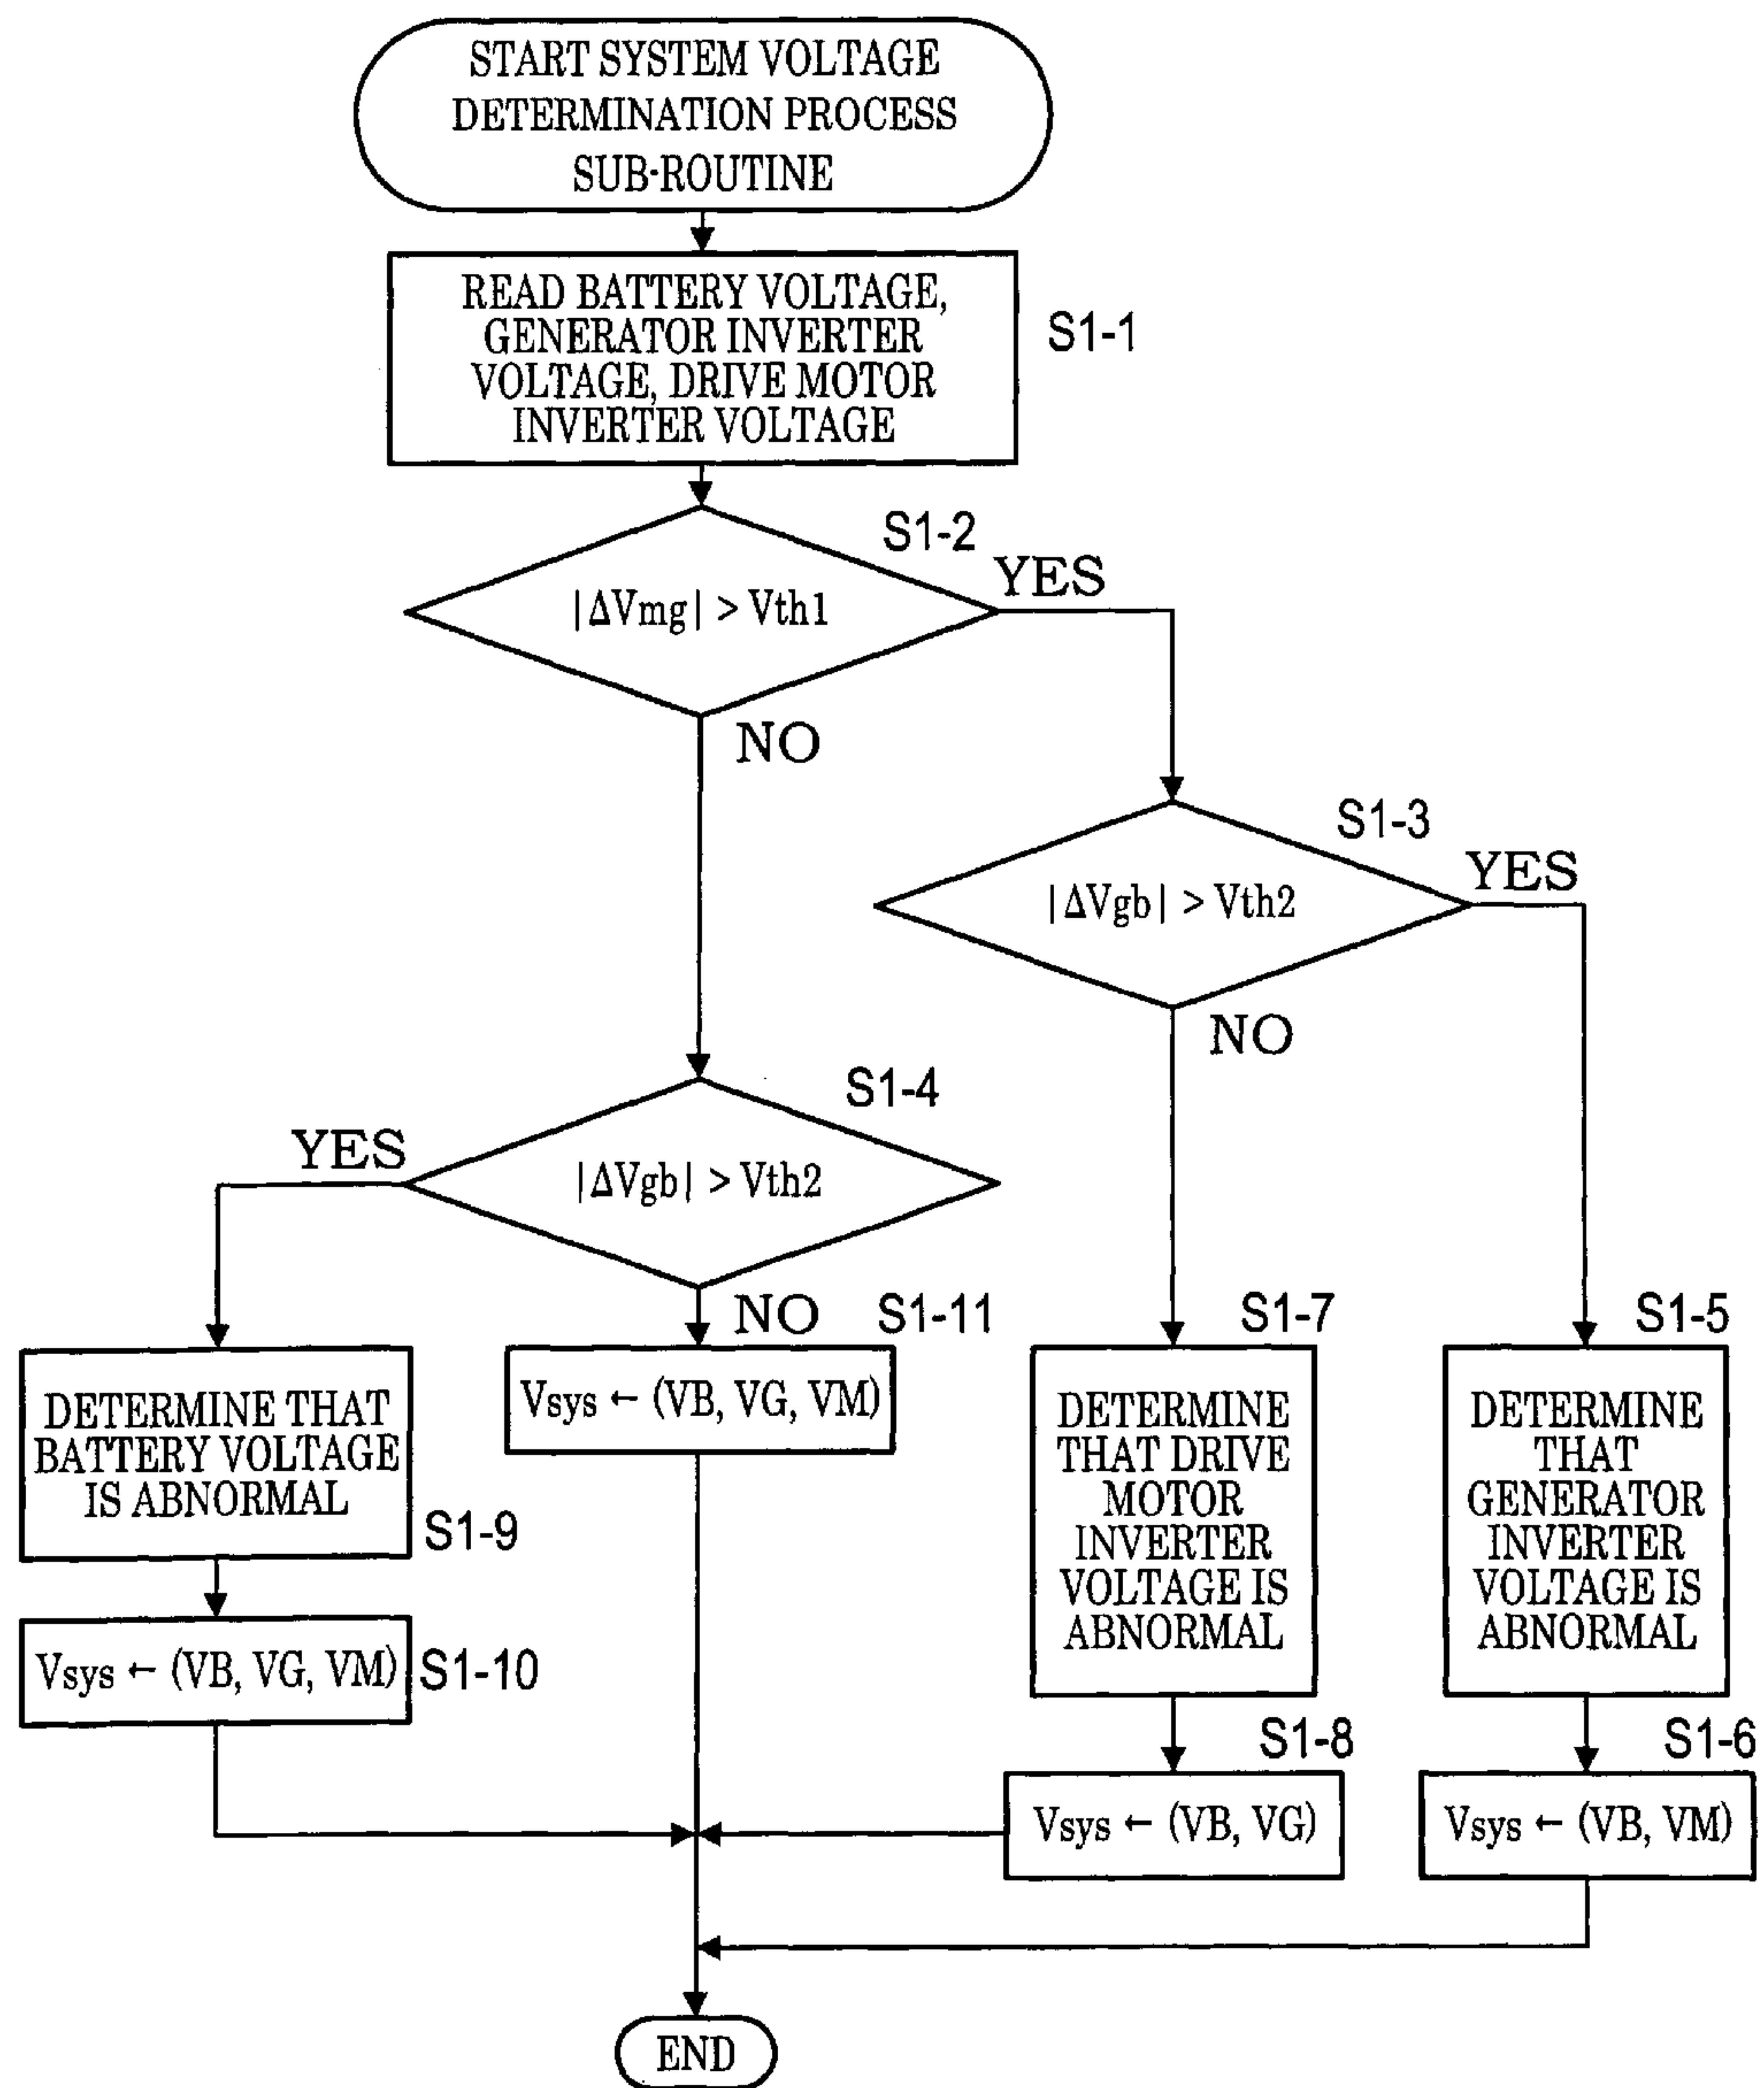 START SYSTEM VOLTAGE
DETERMINATION PROCESS
SUB-ROUTINE
READ BATTERY VOLTAGE,
GENERATOR INVERTER
VOLTAGE, DRIVE MOTOR
INVERTER VOLTAGE
S1-1
S1-2
|ΔVmg| > Vth1
YES
NO
S1-3
|ΔVgb| > Vth2
YES
NO
S1-4
|ΔVgb| > Vth2
YES
NO
S1-9
DETERMINE THAT
BATTERY VOLTAGE
IS ABNORMAL
S1-10
Vsys ← (VB, VG, VM)
S1-11
Vsys ← (VB, VG, VM)
S1-7
DETERMINE
THAT DRIVE
MOTOR
INVERTER
VOLTAGE IS
ABNORMAL
S1-8
Vsys ← (VB, VG)
S1-5
DETERMINE
THAT
GENERATOR
INVERTER
VOLTAGE IS
ABNORMAL
S1-6
Vsys ← (VB, VM)
END